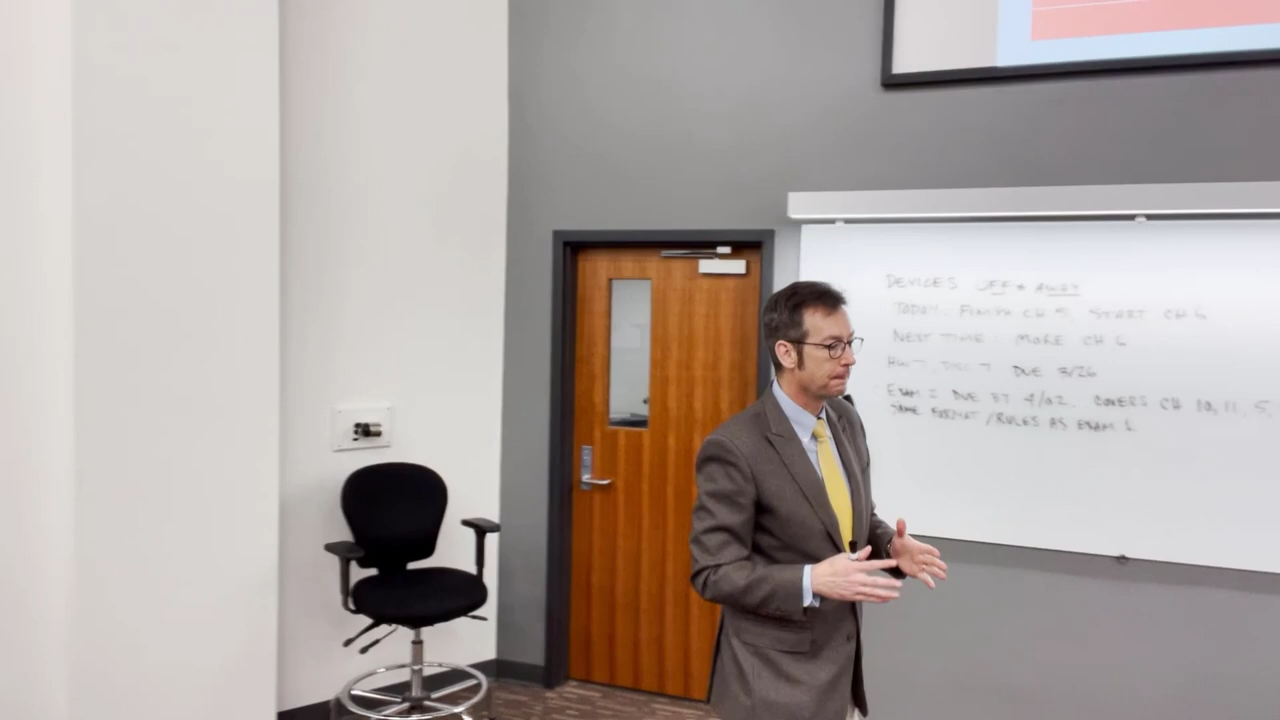 DEVICES OFF & AWAY
TODAY: FINISH CH 5, START CH 6
NEXT TIME: MORE CH 6
HW 7, DUE 3/26
EXAM 2 DUE BY 4/02. COVERS CH 10, 11, 5,
SAME FORMAT/RULES AS EXAM 1